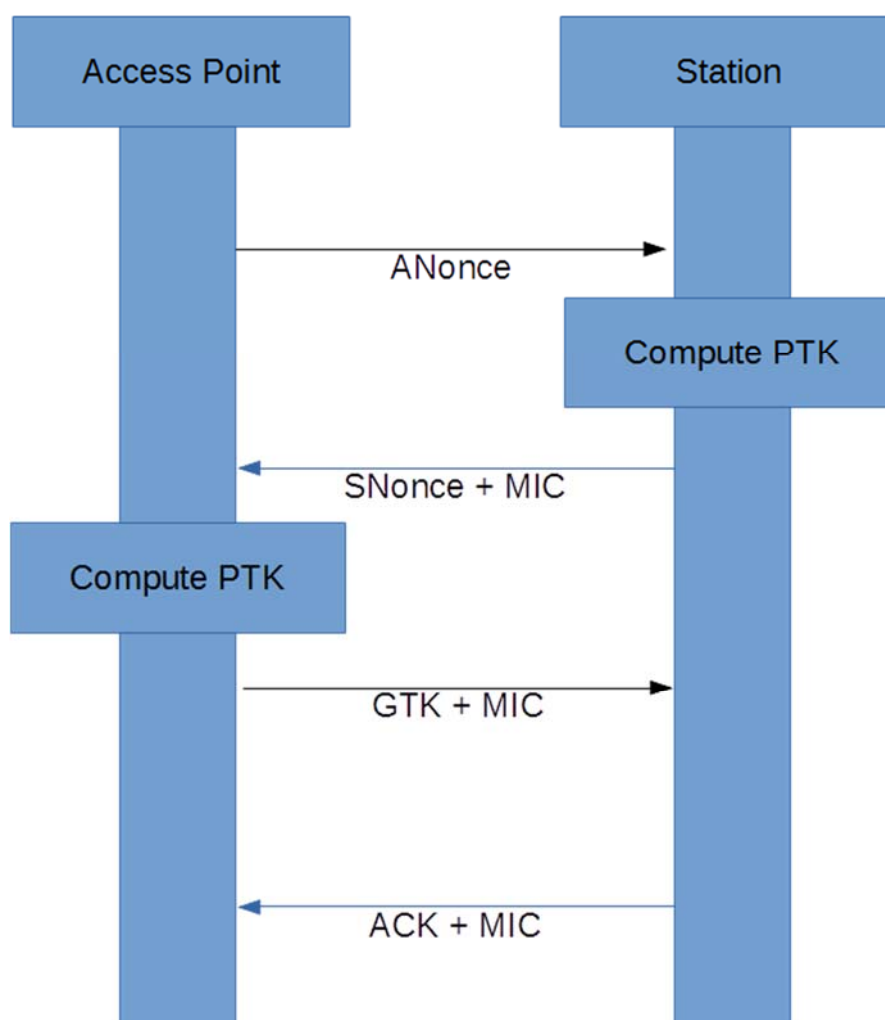 Access Point
Station
ANonce
Compute PTK
SNonce + MIC
Compute PTK
GTK + MIC
ACK + MIC